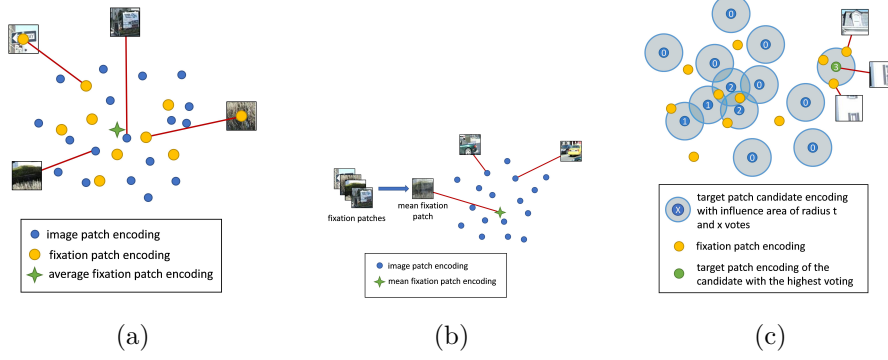 image patch encoding
fixation patch encoding
average fixation patch encoding
(a)
fixation patches
mean fixation
patch
image patch encoding
mean fixation patch encoding
(b)
0
0
0
0
0
3
2
0
1
2
0
1
0
0
X
target patch candidate encoding
with influence area of radius t
and x votes
fixation patch encoding
target patch encoding of the
candidate with the highest voting
(c)